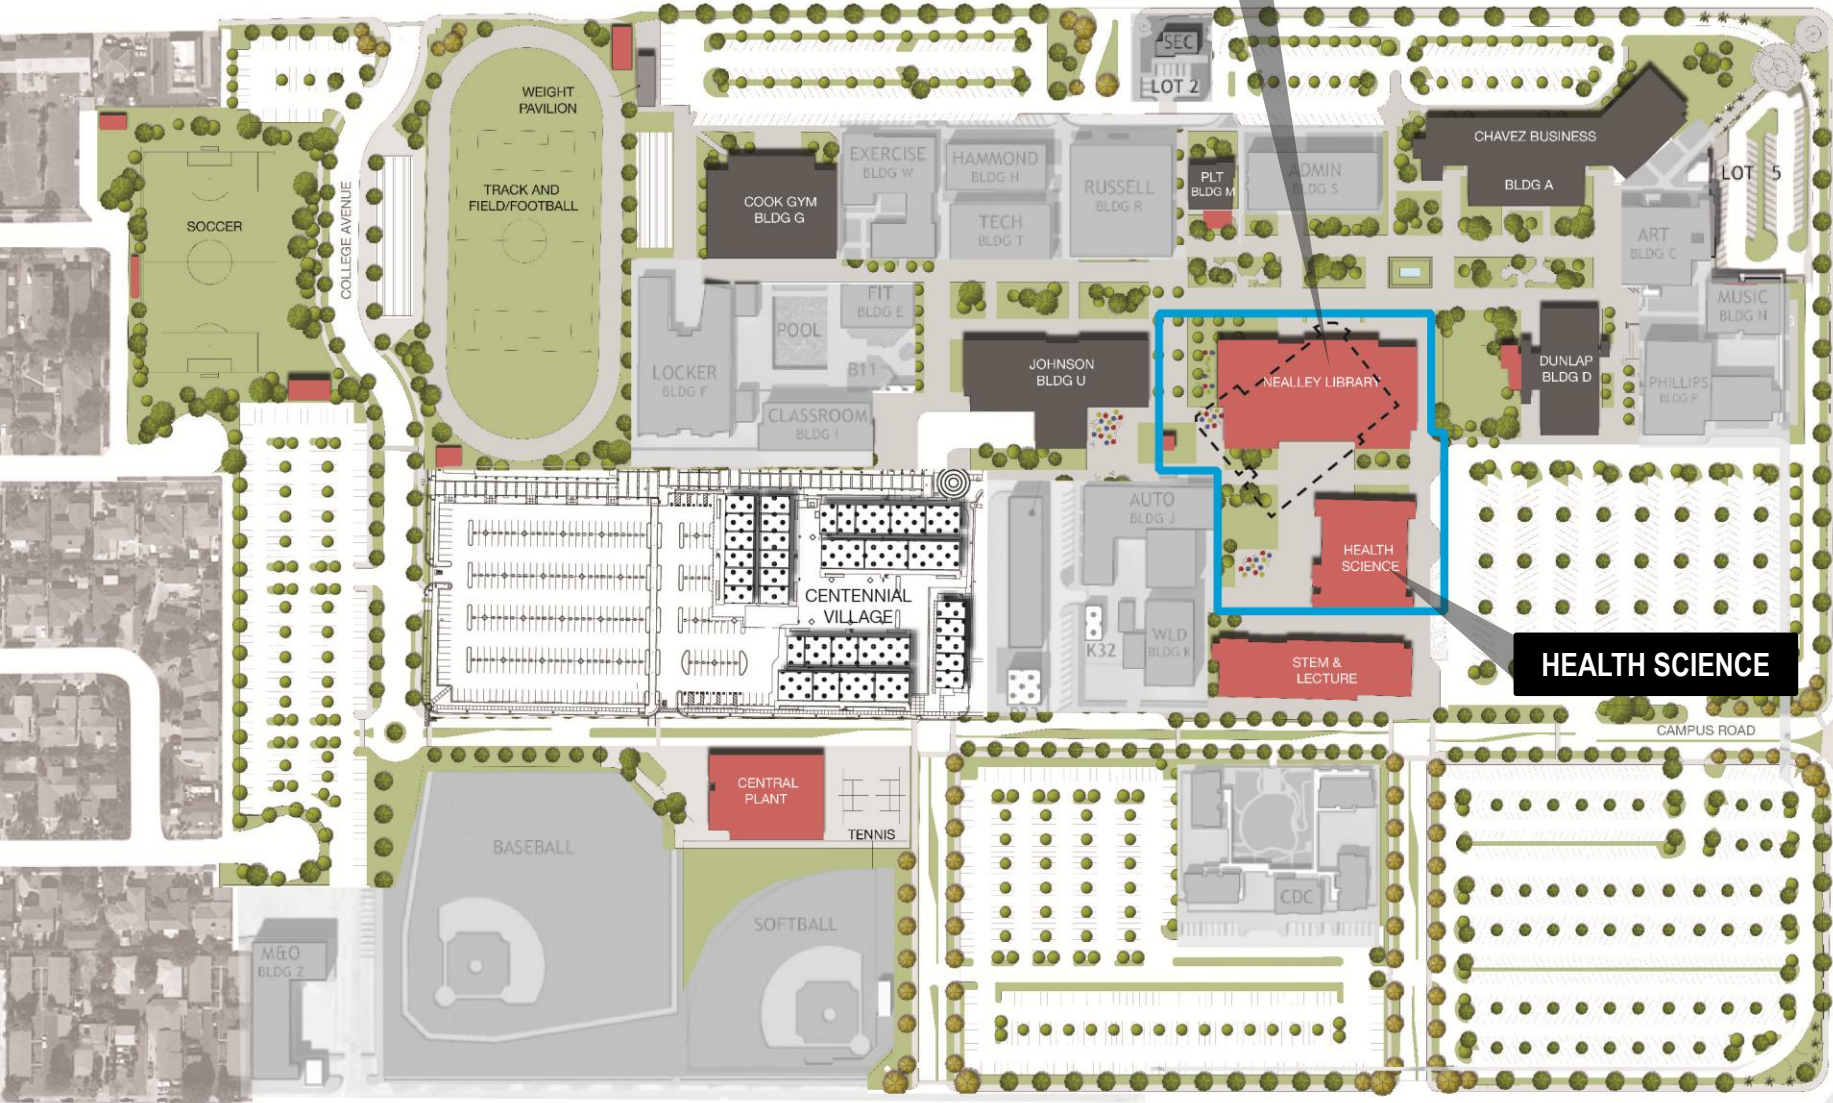 SEC
LOT 2
WEIGHT
PAVILION
CHAVEZ BUSINESS
BLDG A
EXERCISE
BLDG W
HAMMOND
BLDG H
TECH
BLDG T
RUSSELL
BLDG R
PLT
BLDG M
ADMIN
BLDG S
LOT 5
TRACK AND
FIELD/FOOTBALL
COOK GYM
BLDG G
SOCCER
COLLEGE AVENUE
ART
BLDG C
MUSIC
BLDG N
FIT
BLDG E
POOL
LOCKER
BLDG F
B11
CLASSROOM
BLDG I
JOHNSON
BLDG U
NEALLEY LIBRARY
DUNLAP
BLDG D
PHILLIPS
BLDG P
AUTO
BLDG J
HEALTH
SCIENCE
CENTENNIAL
VILLAGE
K32
WLD
BLDG K
STEM &
LECTURE
HEALTH SCIENCE
CAMPUS ROAD
CENTRAL
PLANT
TENNIS
BASEBALL
SOFTBALL
CDC
M&O
BLDG Z